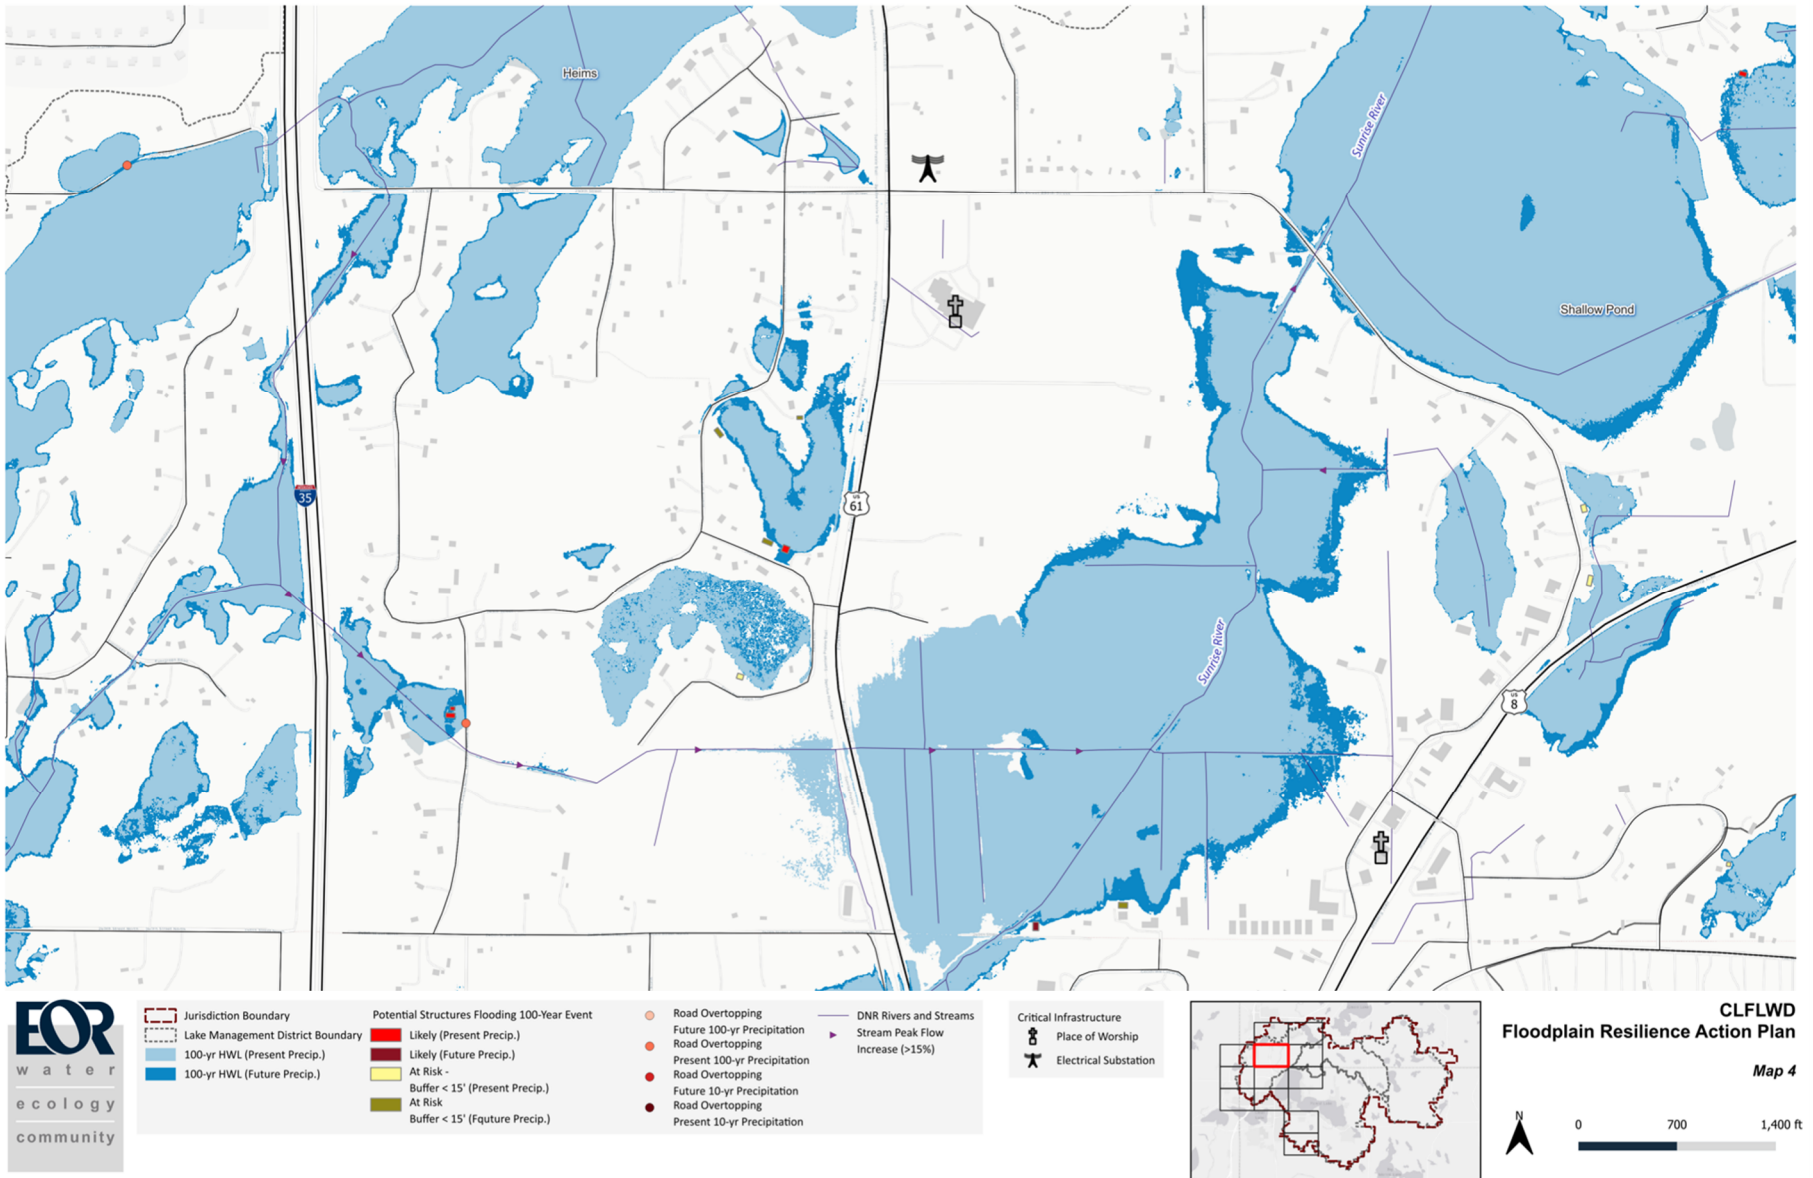 Heims
Sunrise River
Shallow Pond
35
US
61
Sunrise River
US
8
EOR
water
ecology
community
Jurisdiction Boundary
Lake Management District Boundary
100-yr HWL (Present Precip.)
100-yr HWL (Future Precip.)
Potential Structures Flooding 100-Year Event
Likely (Present Precip.)
Likely (Future Precip.)
At Risk -
Buffer < 15' (Present Precip.)
At Risk
Buffer < 15' (Fquture Precip.)
Road Overtopping
Future 100-yr Precipitation
Road Overtopping
Present 100-yr Precipitation
Road Overtopping
Future 10-yr Precipitation
Road Overtopping
Present 10-yr Precipitation
DNR Rivers and Streams
Stream Peak Flow
Increase (>15%)
Critical Infrastructure
Place of Worship
Electrical Substation
CLFLWD
Floodplain Resilience Action Plan
Map 4
N
0 700 1,400 ft